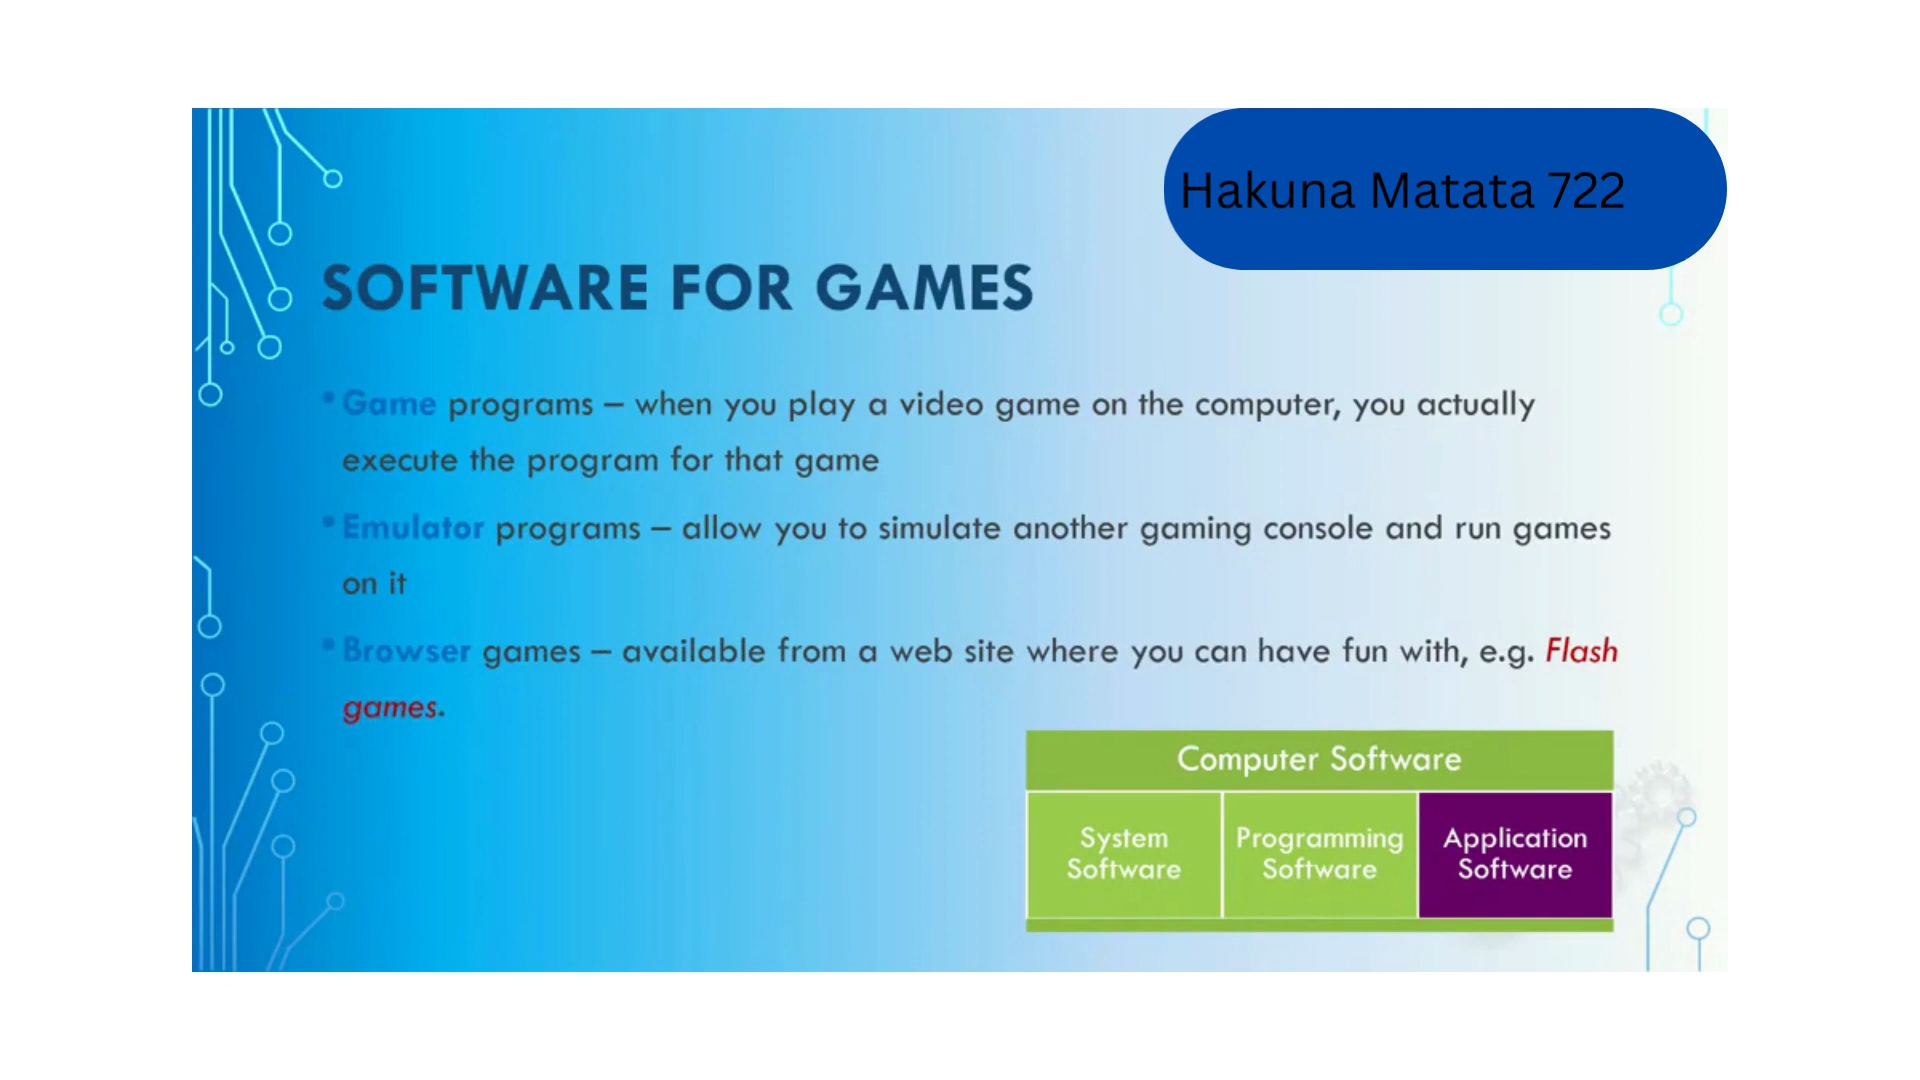 Hakuna Matata 722
SOFTWARE FOR GAMES
• Game programs – when you play a video game on the computer, you actually
execute the program for that game
• Emulator programs – allow you to simulate another gaming console and run games
on it
• Browser games – available from a web site where you can have fun with, e.g. Flash
games.
Computer Software
System
Software
Programming
Software
Application
Software